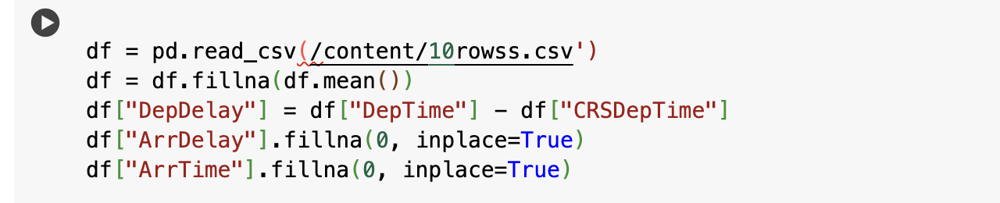 df = pd.read_csv(/content/10rowss.csv')
df = df.fillna(df.mean())
df["DepDelay"] = df["DepTime"] - df["CRSDepTime"]
df["ArrDelay"].fillna(0, inplace=True)
df["ArrTime"].fillna(0, inplace=True)